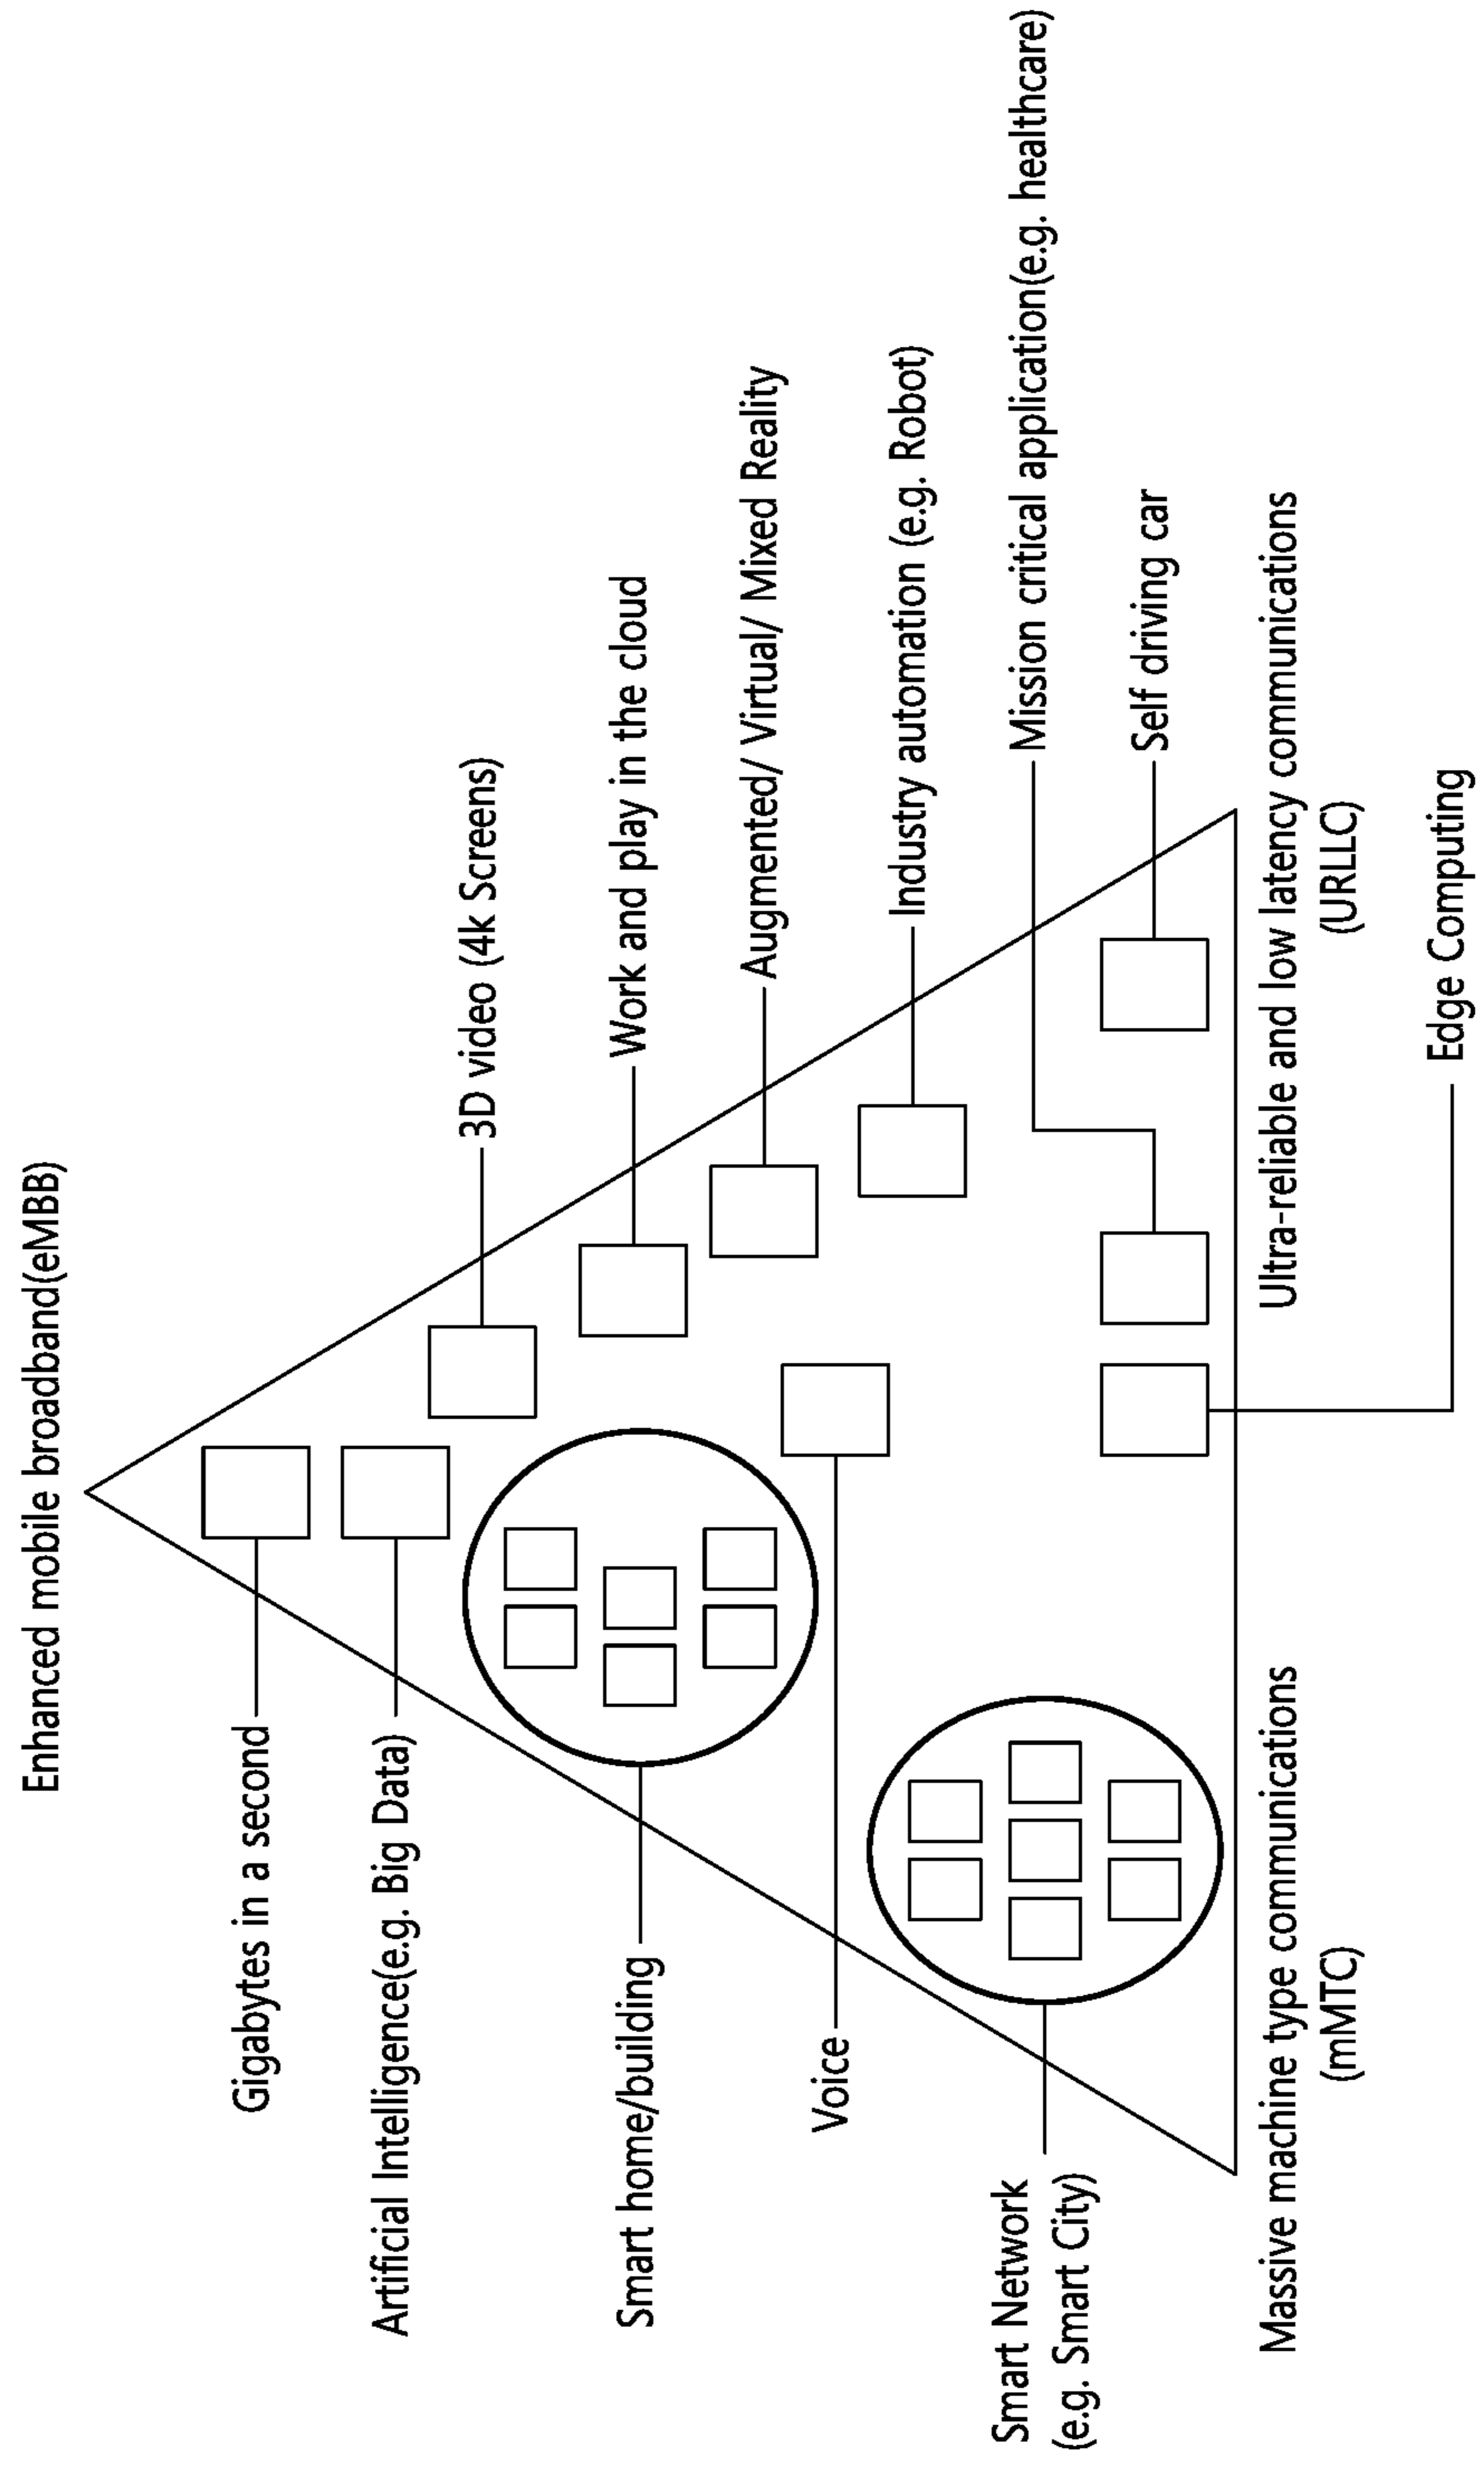 Enhanced mobile broadband(eMBB)
Gigabytes in a second
Artificial Intelligence(e.g. Big Data)
3D video (4k Screens)
Smart home/building
Work and play in the cloud
Augmented/ Virtual/ Mixed Reality
Voice
Industry automation (e.g. Robot)
Smart Network
(e.g. Smart City)
Mission critical application(e.g. healthcare)
Self driving car
Massive machine type communications
(mMTC)
Ultra-reliable and low latency communications
(URLLC)
Edge Computing